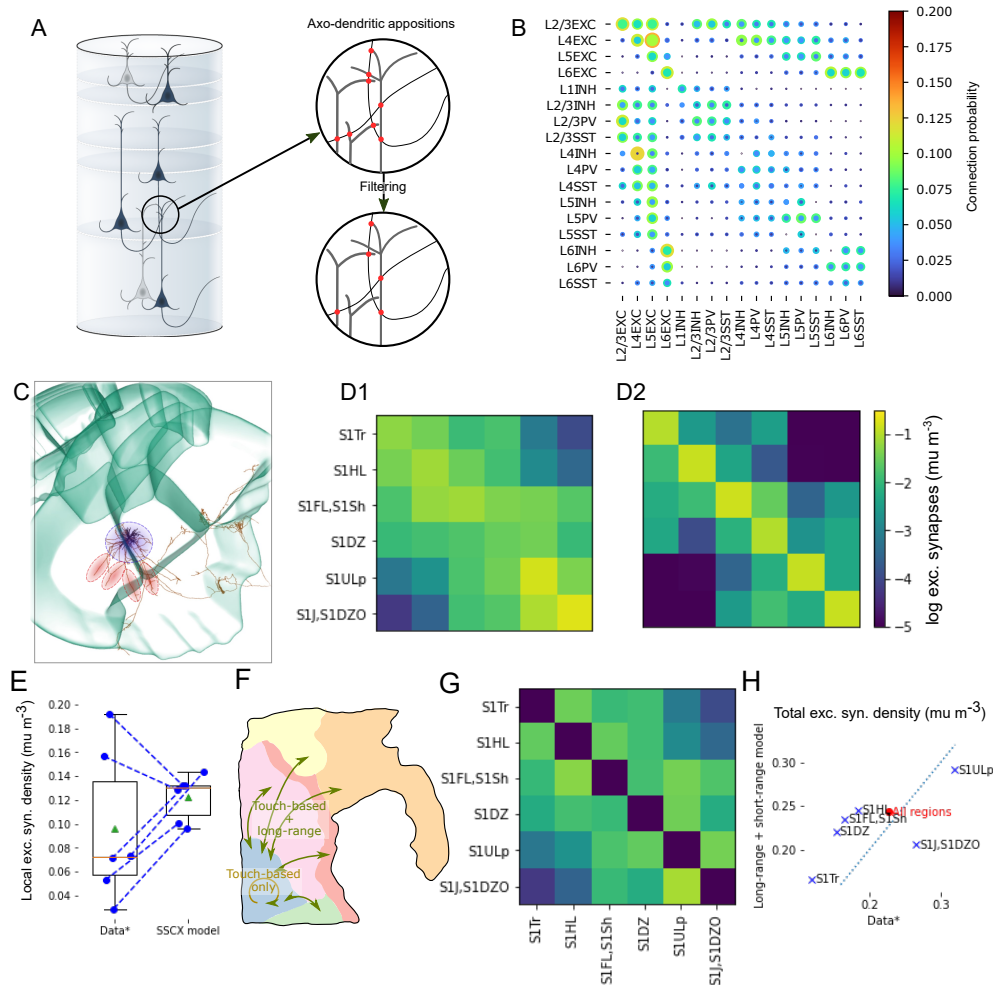 A
Axo-dendritic appositions
Filtering
B
L2/3EXC
L4EXC
L5EXC
L6EXC
L1INH
L2/3INH
L2/3PV
L2/3SST
L4INH
L4PV
L4SST
L5INH
L5PV
L5SST
L6INH
L6PV
L6SST
L2/3EXC
L4EXC
L5EXC
L6EXC
L1INH
L2/3INH
L2/3PV
L2/3SST
L4INH
L4PV
L4SST
L5INH
L5PV
L5SST
L6INH
L6PV
L6SST
0.200
0.175
0.150
0.125
0.100
0.075
0.050
0.025
0.000
Connection probability
C
D1
S1Tr
S1HL
S1FL,S1Sh
S1DZ
S1ULp
S1J,S1DZO
D2
−1
−2
−3
−4
−5
log exc. synapses (mu m⁻³)
E
Local exc. syn. density (mu m⁻³)
0.20
0.18
0.16
0.14
0.12
0.10
0.08
0.06
0.04
Data*
SSCX model
F
Touch-based
+
long-range
Touch-based
only
G
S1Tr
S1HL
S1FL,S1Sh
S1DZ
S1ULp
S1J,S1DZO
S1Tr
S1HL
S1FL,S1Sh
S1DZ
S1ULp
S1J,S1DZO
H
Total exc. syn. density (mu m⁻³)
Long-range + short-range model
0.30
0.25
0.20
S1ULp
S1HL
All regions
S1FL,S1Sh
S1DZ
S1J,S1DZO
S1Tr
0.2
0.3
Data*